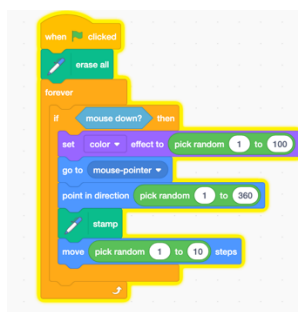 when clicked
erase all
forever
if mouse down? then
set color effect to pick random 1 to 100
go to mouse-pointer
point in direction pick random 1 to 360
stamp
move pick random 1 to 10 steps